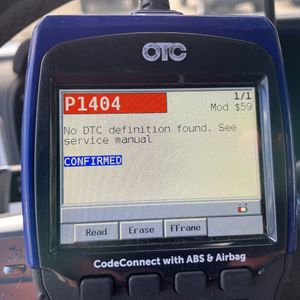 OTC
P1404
1/1
Mod $59
No DTC definition found. See
service manual
CONFIRMED
Read Erase FFrame
CodeConnect with ABS & Airbag